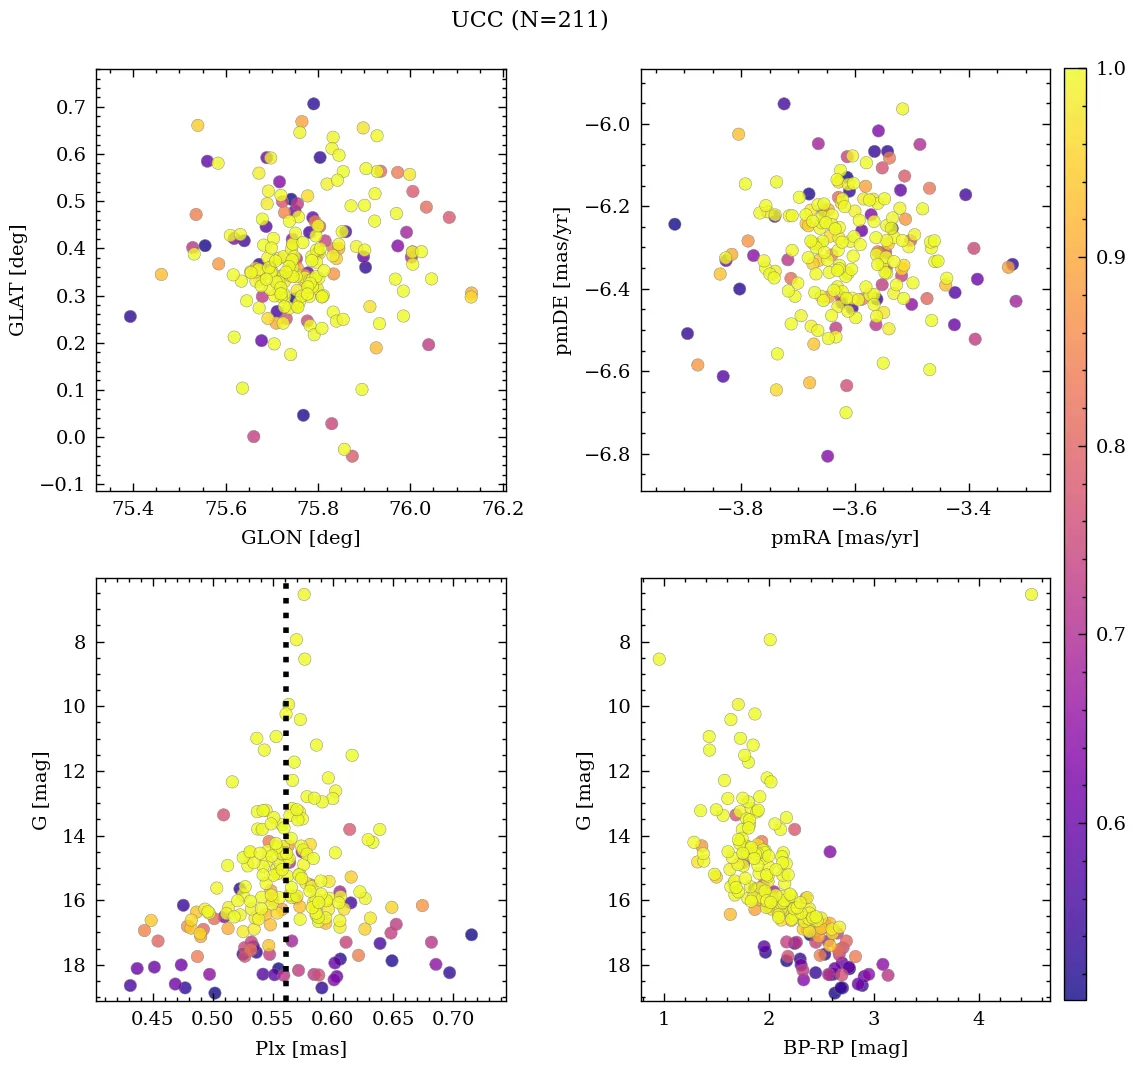 UCC (N=211)
0.7
0.6
0.5
0.4
0.3
0.2
0.1
0.0
−0.1
GLAT [deg]
75.4 75.6 75.8 76.0 76.2
GLON [deg]
−6.0
−6.2
−6.4
−6.6
−6.8
pmDE [mas/yr]
−3.8 −3.6 −3.4
pmRA [mas/yr]
8
10
12
14
16
18
G [mag]
0.45 0.50 0.55 0.60 0.65 0.70
Plx [mas]
8
10
12
14
16
18
G [mag]
1 2 3 4
BP-RP [mag]
1.0
0.9
0.8
0.7
0.6